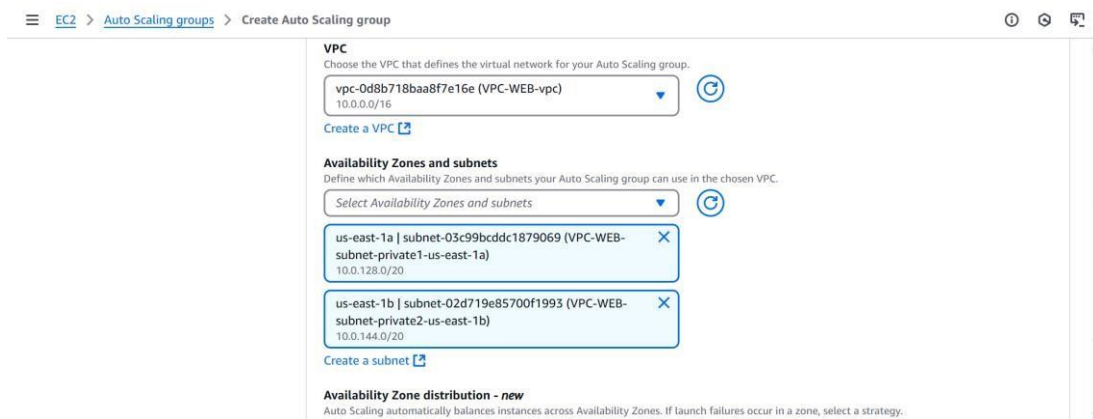 EC2 > Auto Scaling groups > Create Auto Scaling group
VPC
Choose the VPC that defines the virtual network for your Auto Scaling group.
vpc-0d8b718baa8f7e16e (VPC-WEB-vpc)
10.0.0.0/16
Create a VPC
Availability Zones and subnets
Define which Availability Zones and subnets your Auto Scaling group can use in the chosen VPC.
Select Availability Zones and subnets
us-east-1a | subnet-03c99bcddc1879069 (VPC-WEB-
subnet-private1-us-east-1a)
10.0.128.0/20
us-east-1b | subnet-02d719e85700f1993 (VPC-WEB-
subnet-private2-us-east-1b)
10.0.144.0/20
Create a subnet
Availability Zone distribution - new
Auto Scaling automatically balances instances across Availability Zones. If launch failures occur in a zone, select a strategy.